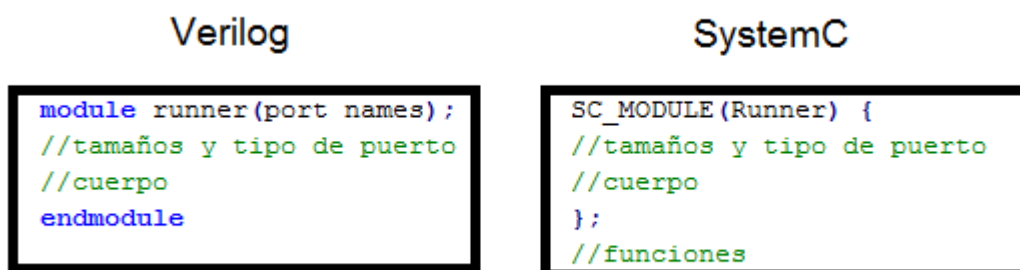 Verilog
module runner(port names);
//tamaños y tipo de puerto
//cuerpo
endmodule
SystemC
SC_MODULE(Runner) {
//tamaños y tipo de puerto
//cuerpo
};
//funciones